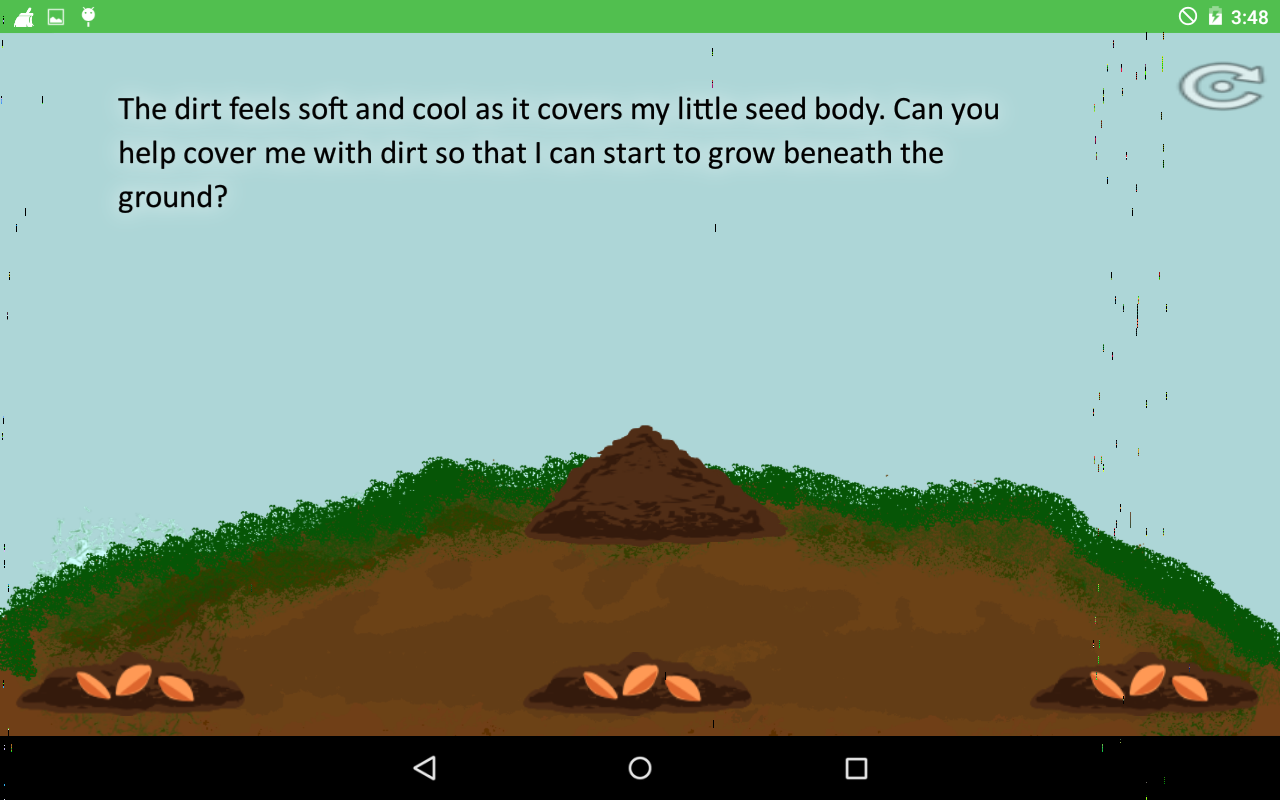 3:48
The dirt feels soft and cool as it covers my little seed body. Can you
help cover me with dirt so that I can start to grow beneath the
ground?